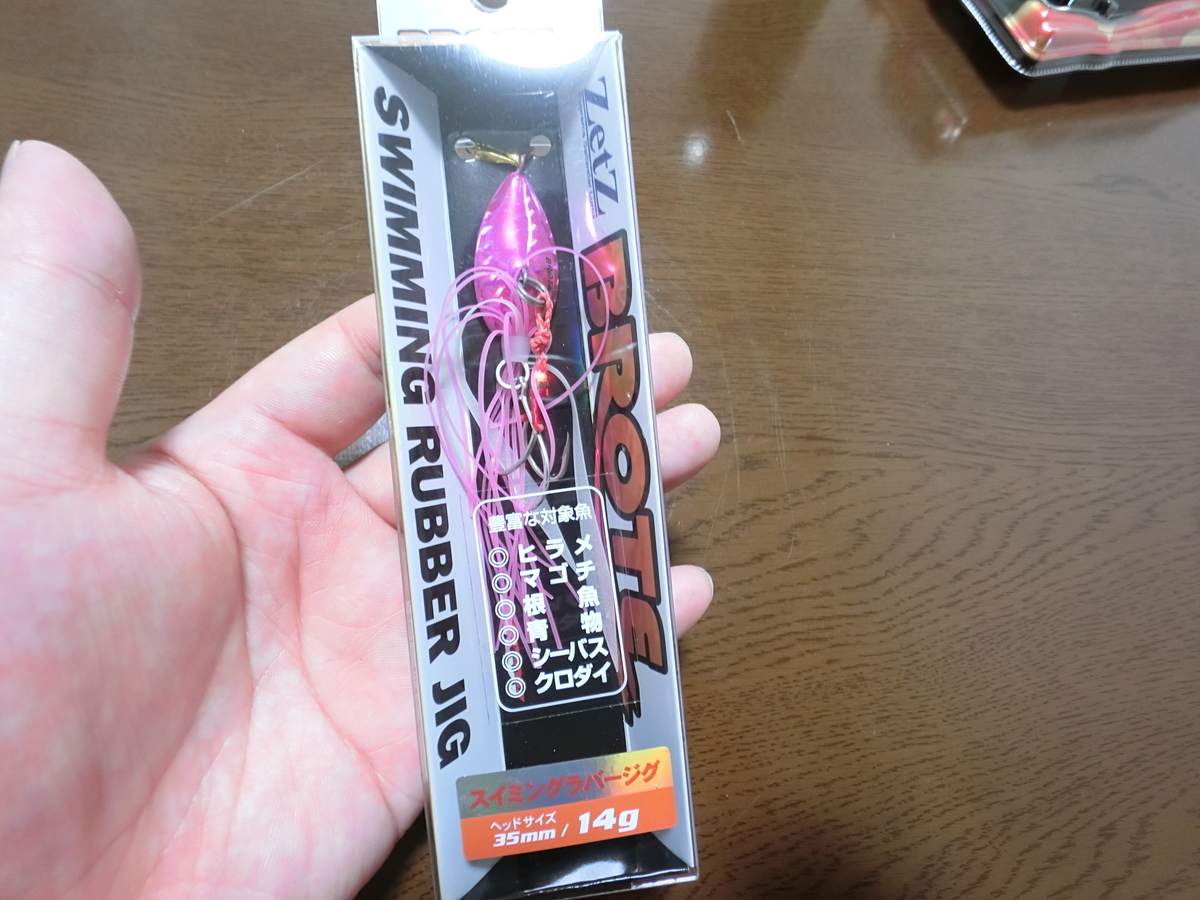 SWIMMING RUBBER JIG
ZetZ
BROTE
豊富な対象魚
◎ ヒラメ
◎ マゴチ
◎ 根魚
◎ 青物
◎ シーバス
◎ クロダイ
スイミングラバージグ
ヘッドサイズ
35mm / 14g